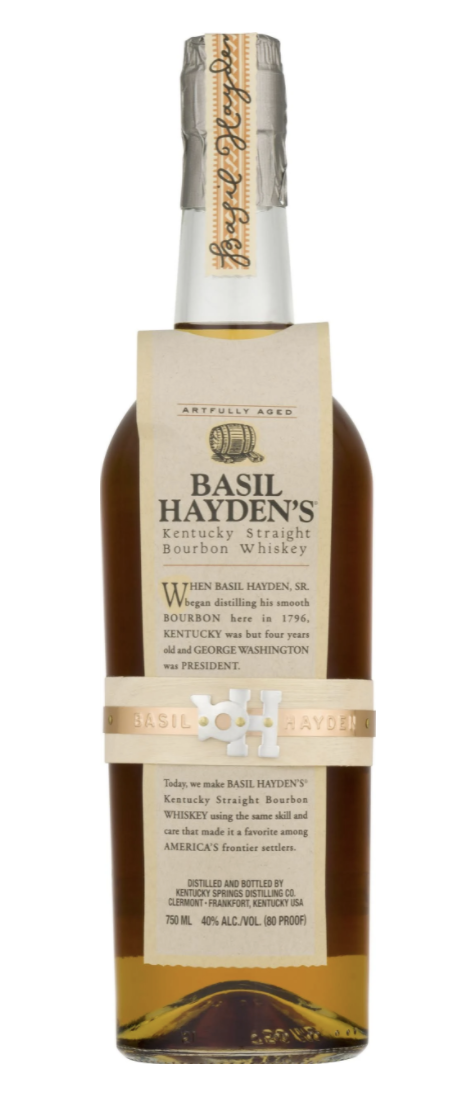 Basil Hayden
ARTFULLY AGED
BASIL
HAYDEN'S®
Kentucky Straight
Bourbon Whiskey
WHEN BASIL HAYDEN, SR.
began distilling his smooth
BOURBON here in 1796,
KENTUCKY was but four years
old and GEORGE WASHINGTON
was PRESIDENT.
BASIL BH HAYDEN
Today, we make BASIL HAYDEN'S®
Kentucky Straight Bourbon
WHISKEY using the same skill and
care that made it a favorite among
AMERICA'S frontier settlers.
DISTILLED AND BOTTLED BY
KENTUCKY SPRINGS DISTILLING CO.
CLERMONT • FRANKFORT, KENTUCKY USA
750 ML 40% ALC./VOL. (80 PROOF)